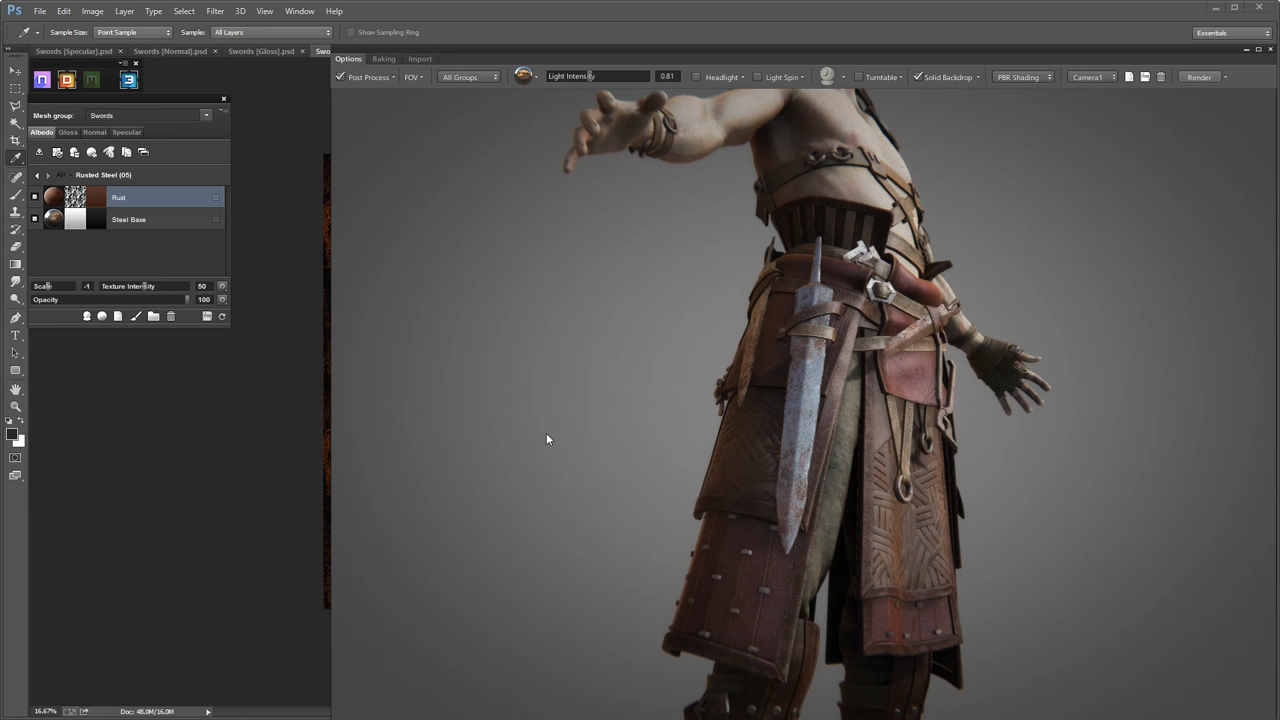 Ps File Edit Image Layer Type Select Filter 3D View Window Help
Sample Size: Point Sample Sample: All Layers Show Sampling Ring Essentials
Swords [Specular].psd × Swords [Normal].psd × Swords [Gloss].psd × Swo
Options Baking Import
Post Process FOV All Groups Light Intensity 0.81 Headlight Light Spin Turntable Solid Backdrop PBR Shading Camera1 Render
Mesh group: Swords
Albedo Gloss Normal Specular
All Rusted Steel (05)
Rust
Steel Base
Scale -1 Texture Intensity 50
Opacity 100
16.67% Doc: 48.0M/16.0M